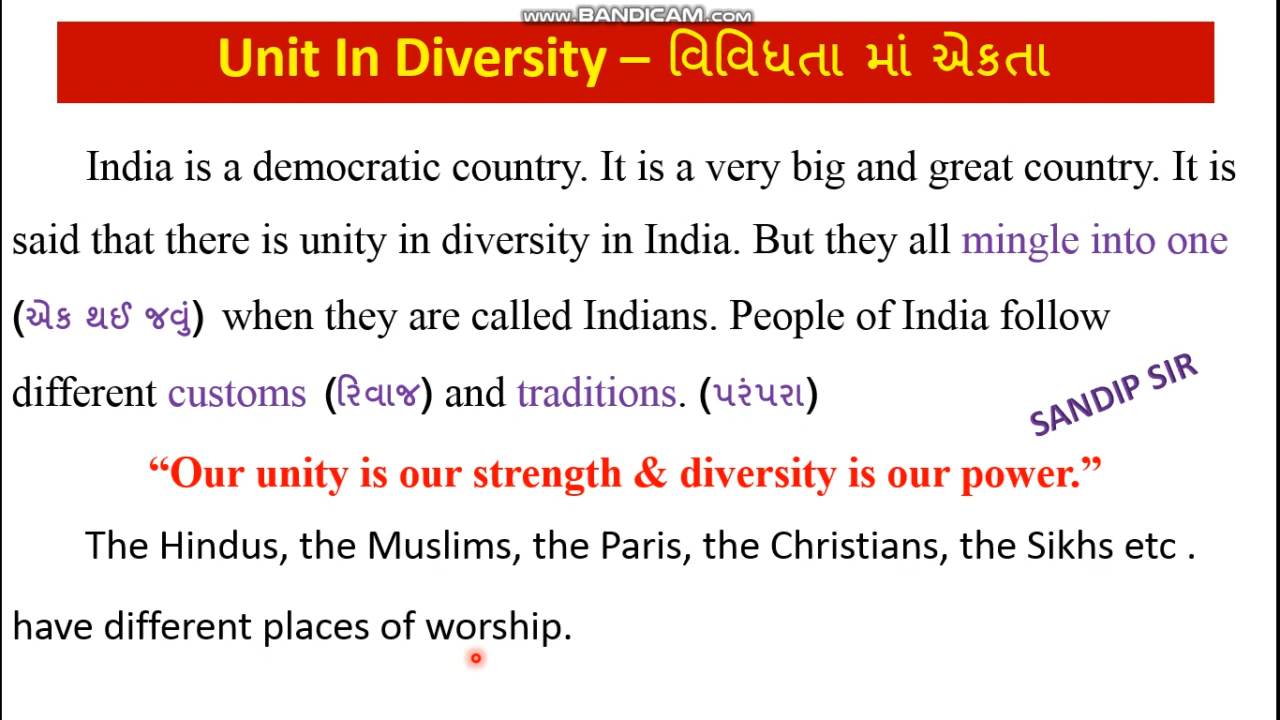 www.BANDICAM.com
Unit In Diversity – વિવિધતા માં એકતા
India is a democratic country. It is a very big and great country. It is
said that there is unity in diversity in India. But they all mingle into one
(એક થઈ જવું) when they are called Indians. People of India follow
different customs (રિવાજ) and traditions. (પરંપરા)
SANDIP SIR
“Our unity is our strength & diversity is our power.”
The Hindus, the Muslims, the Paris, the Christians, the Sikhs etc .
have different places of worship.